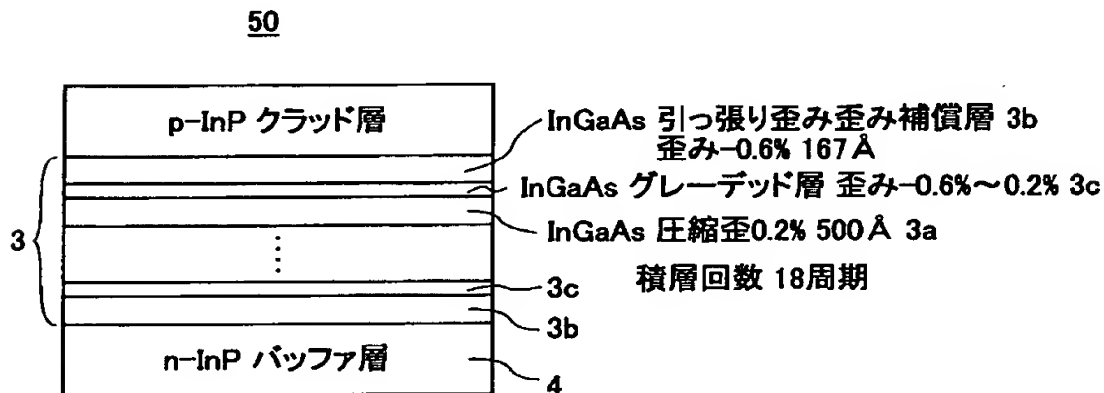 50
p-InP クラッド層
InGaAs 引っ張り歪み歪み補償層 3b
歪み-0.6% 167Å
InGaAs グレーデッド層 歪み-0.6%~0.2% 3c
3
InGaAs 圧縮歪0.2% 500Å 3a
積層回数 18周期
3c
3b
n-InP バッファ層
4